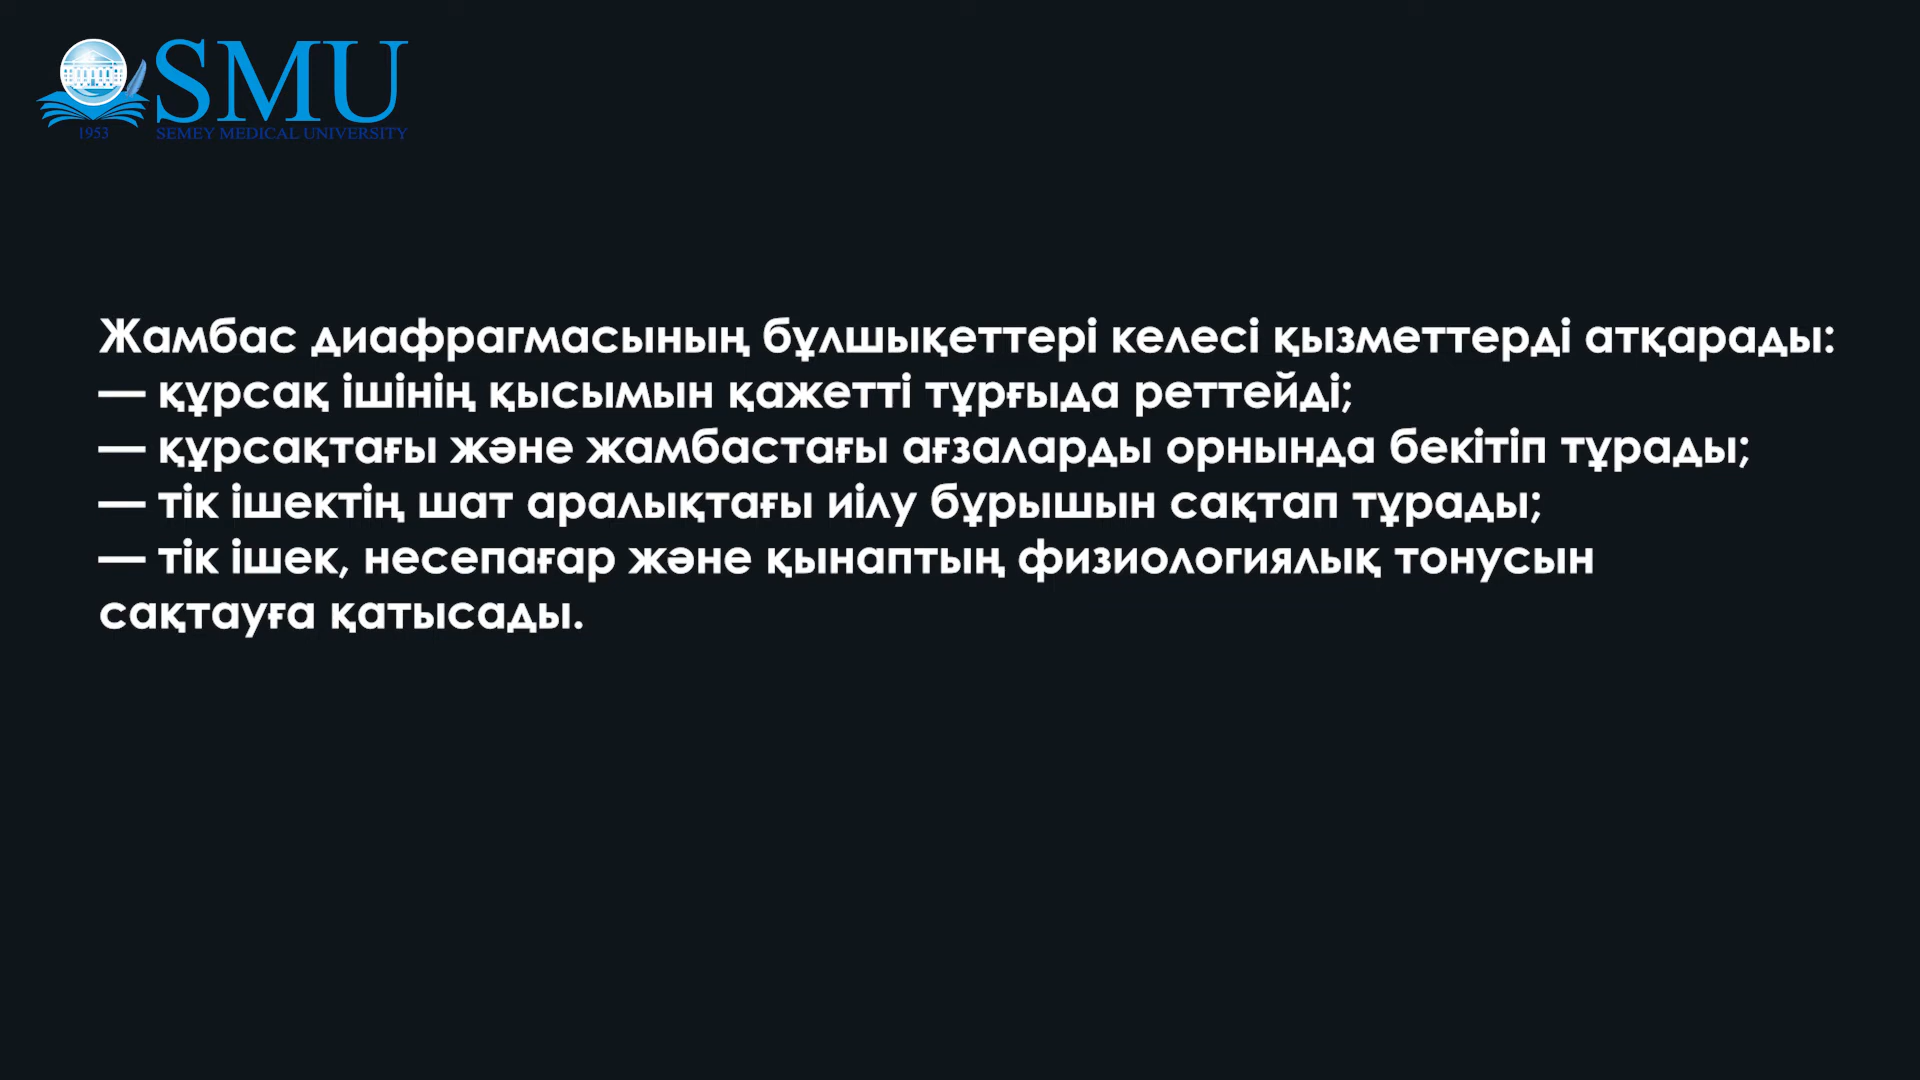 SMU
1953
SEMEY MEDICAL UNIVERSITY
Жамбас диафрагмасының бұлшықеттері келесі қызметтерді атқарады:
— құрсақ ішінің қысымын қажетті тұрғыда реттейді;
— құрсақтағы және жамбастағы ағзаларды орнында бекітіп тұрады;
— тік ішектің шат аралықтағы иілу бұрышын сақтап тұрады;
— тік ішек, несепағар және қынаптың физиологиялық тонусын
сақтауға қатысады.